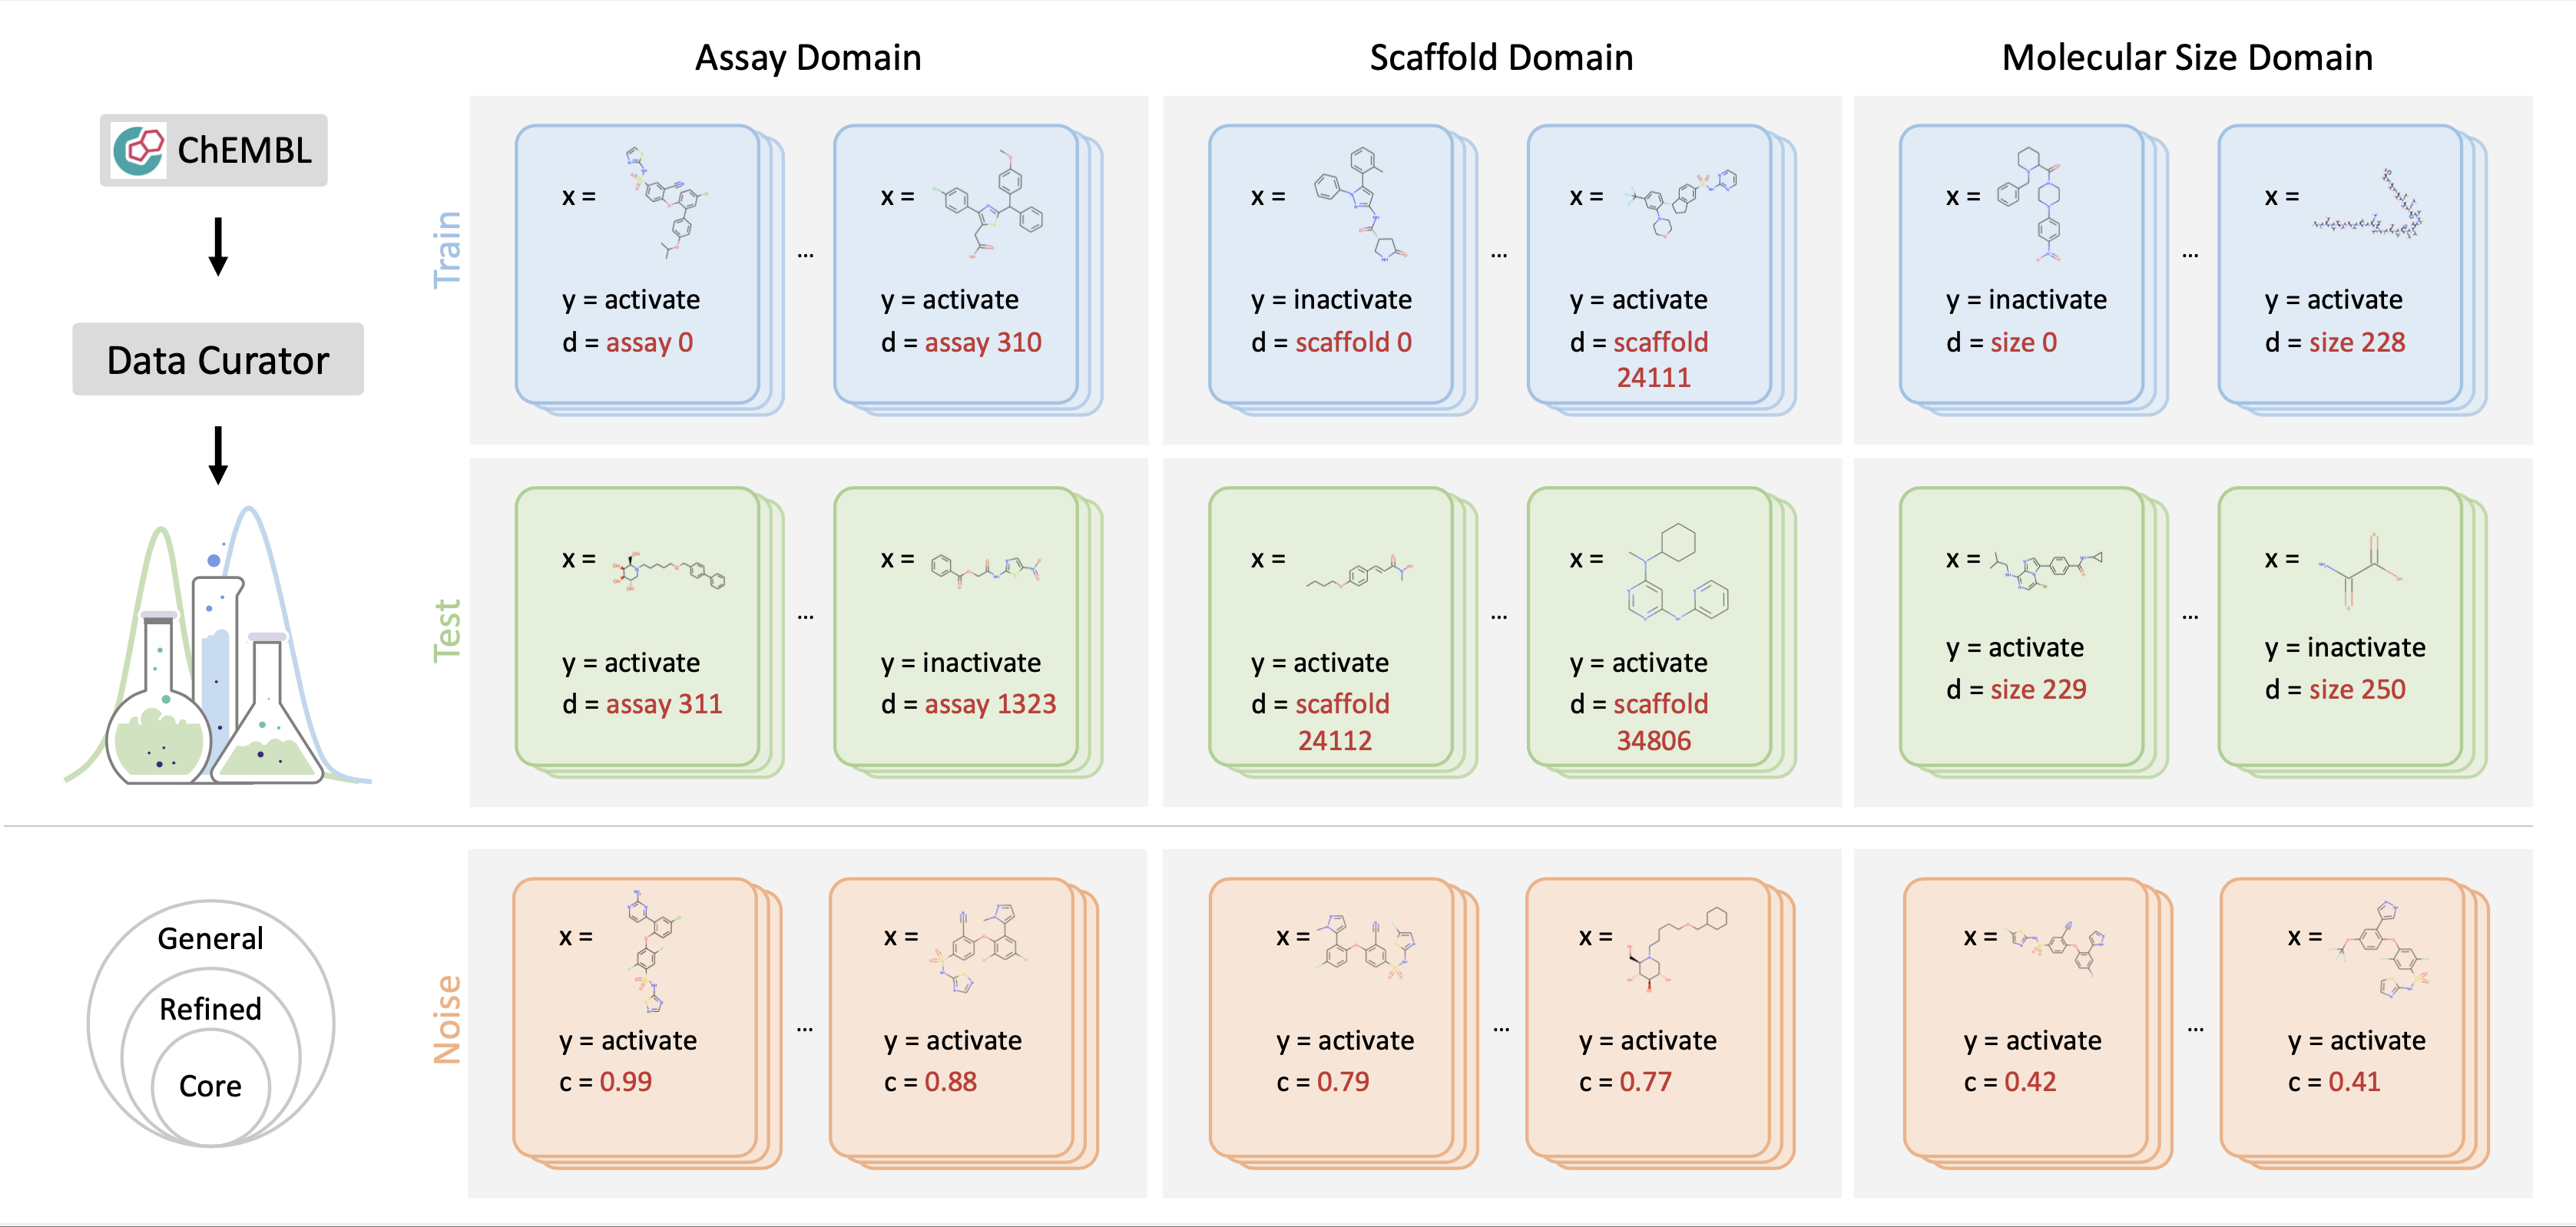 Assay Domain
Scaffold Domain
Molecular Size Domain
ChEMBL
Data Curator
Train
x =
y = activate
d = assay 0
...
x =
y = activate
d = assay 310
x =
y = inactivate
d = scaffold 0
...
x =
y = activate
d = scaffold
24111
x =
y = inactivate
d = size 0
...
x =
y = activate
d = size 228
Test
x =
y = activate
d = assay 311
...
x =
y = inactivate
d = assay 1323
x =
y = activate
d = scaffold
24112
...
x =
y = activate
d = scaffold
34806
x =
y = activate
d = size 229
...
x =
y = inactivate
d = size 250
General
Refined
Core
Noise
x =
y = activate
c = 0.99
...
x =
y = activate
c = 0.88
x =
y = activate
c = 0.79
...
x =
y = activate
c = 0.77
x =
y = activate
c = 0.42
...
x =
y = activate
c = 0.41